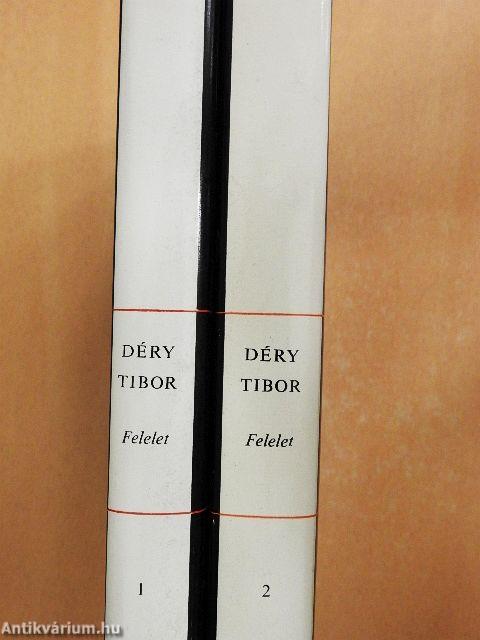 DÉRY
TIBOR
Felelet
1
DÉRY
TIBOR
Felelet
2
Antikvárium.hu